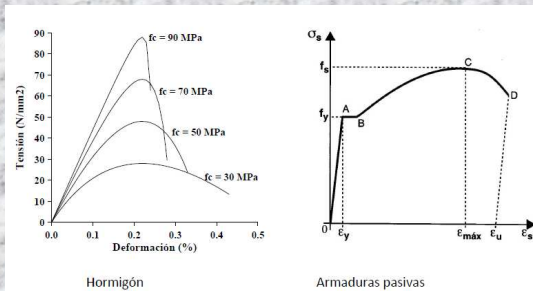 90
80
70
60
50
40
30
20
10
0
Tensión (N/mm2)
fc = 90 MPa
fc = 70 MPa
fc = 50 MPa
fc = 30 MPa
0.0 0.1 0.2 0.3 0.4 0.5
Deformación (%)
Hormigón
σs
fs
fy
A
B
C
D
0
εy
εmáx
εu
εs
Armaduras pasivas